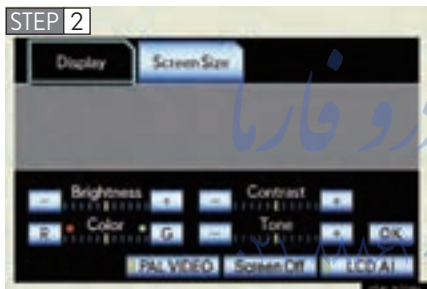 STEP 2
Display Screen Size
- Brightness + - Contrast +
R Color G - Tone + OK
PAL VIDEO Screen Off LCD AI